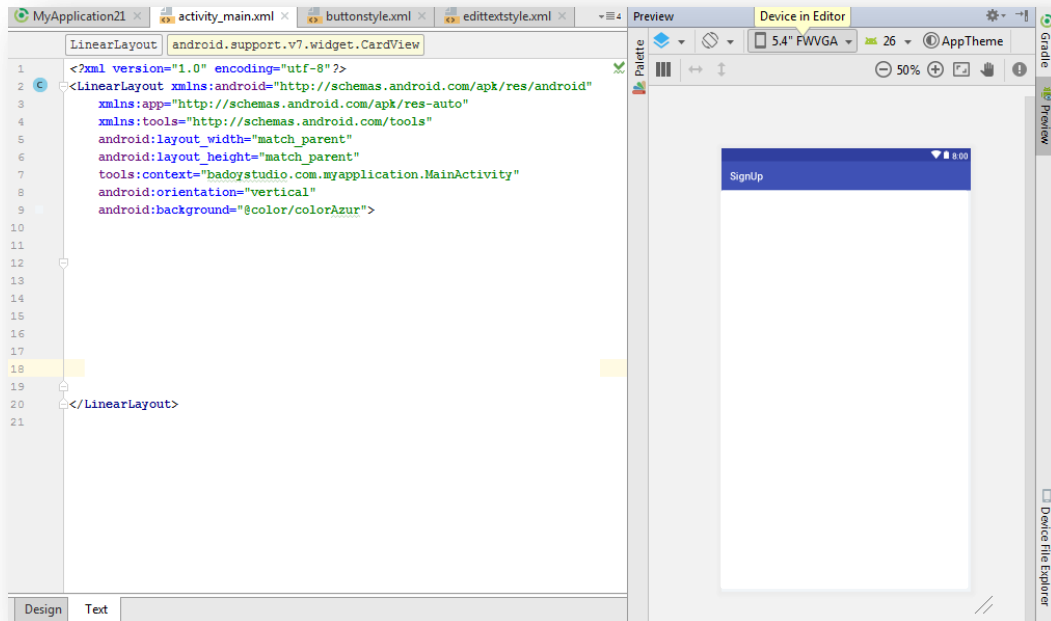 MyApplication21
activity_main.xml
buttonstyle.xml
edittextstyle.xml
4
Preview
Device in Editor
LinearLayout
android.support.v7.widget.CardView
Palette
5.4" FWVGA
26
AppTheme
50%
Gradle
Preview
1 <?xml version="1.0" encoding="utf-8"?>
2 C <LinearLayout xmlns:android="http://schemas.android.com/apk/res/android"
3 xmlns:app="http://schemas.android.com/apk/res-auto"
4 xmlns:tools="http://schemas.android.com/tools"
5 android:layout_width="match_parent"
6 android:layout_height="match_parent"
7 tools:context="badoystudio.com.myapplication.MainActivity"
8 android:orientation="vertical"
9 android:background="@color/colorAzur">
10
11
12
13
14
15
16
17
18
19
20 </LinearLayout>
21
8:00
SignUp
Device File Explorer
Design
Text